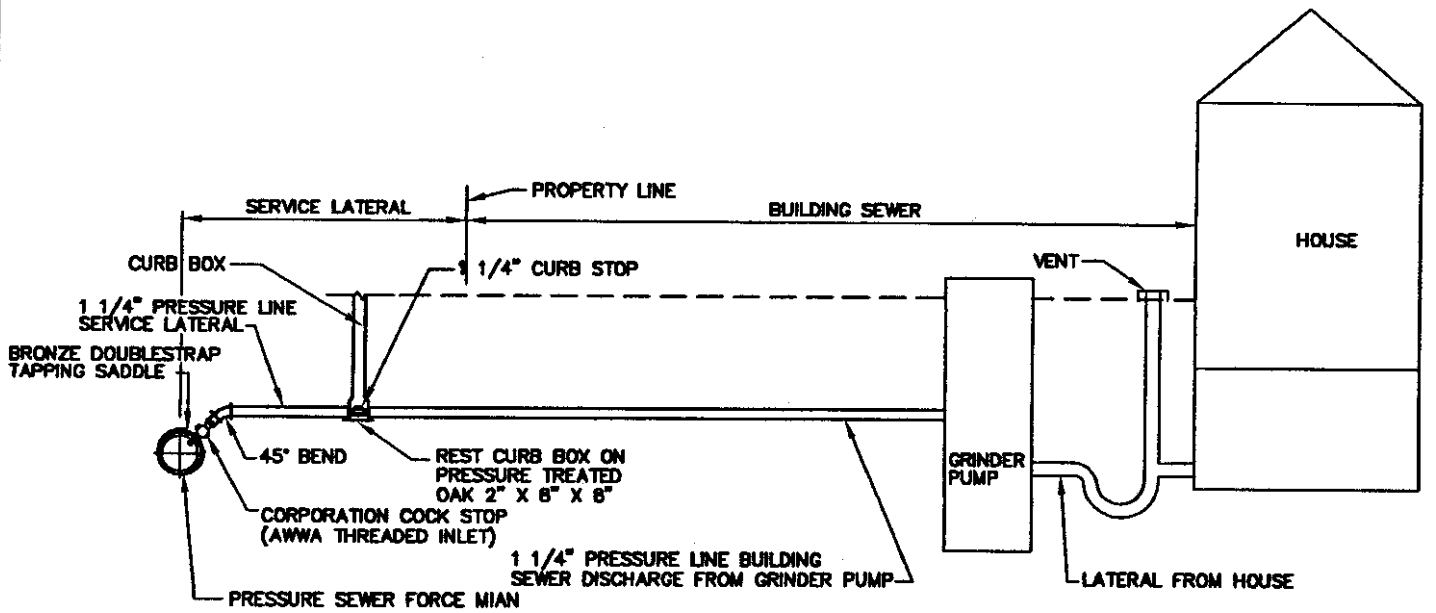 PROPERTY LINE
SERVICE LATERAL
BUILDING SEWER
HOUSE
CURB BOX
1 1/4" CURB STOP
VENT
1 1/4" PRESSURE LINE
SERVICE LATERAL
BRONZE DOUBLESTRAP
TAPPING SADDLE
45° BEND
REST CURB BOX ON
PRESSURE TREATED
OAK 2" X 8" X 8"
GRINDER
PUMP
CORPORATION COCK STOP
(AWWA THREADED INLET)
1 1/4" PRESSURE LINE BUILDING
SEWER DISCHARGE FROM GRINDER PUMP
LATERAL FROM HOUSE
PRESSURE SEWER FORCE MIAN